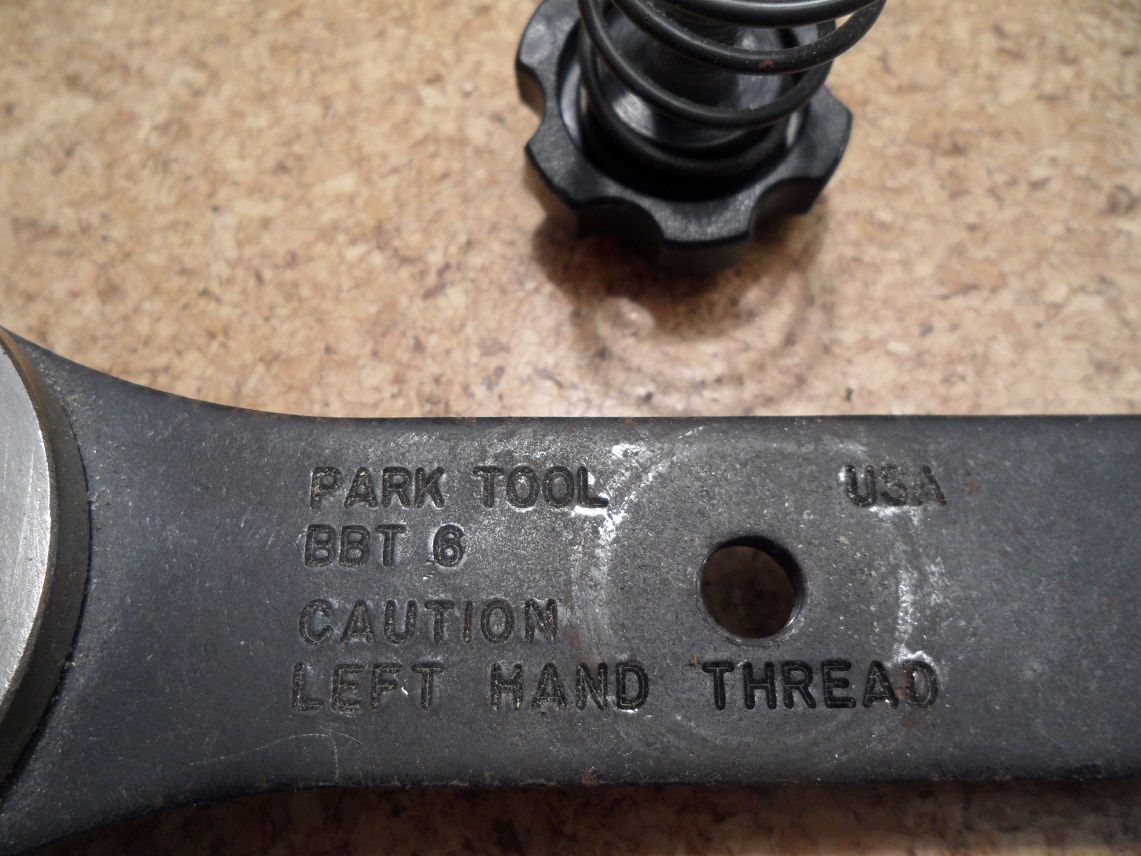 PARK TOOL USA
BBT 6
CAUTION
LEFT HAND THREAD